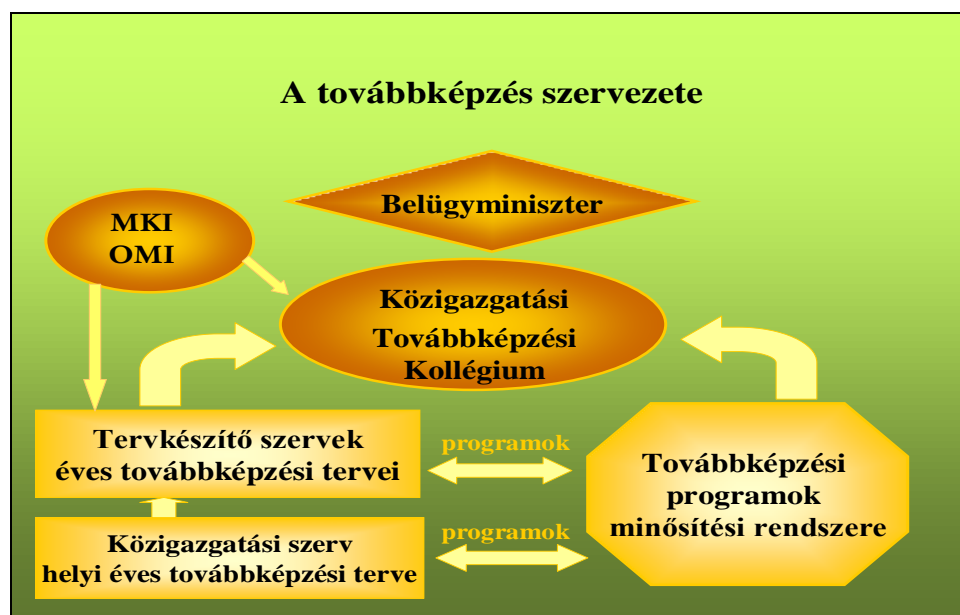 A továbbképzés szervezete
Belügyminiszter
MKI
OMI
Közigazgatási
Továbbképzési
Kollégium
Tervkészítő szervek
éves továbbképzési tervei
programok
Továbbképzési
programok
minősítési rendszere
Közigazgatási szerv
helyi éves továbbképzési terve
programok